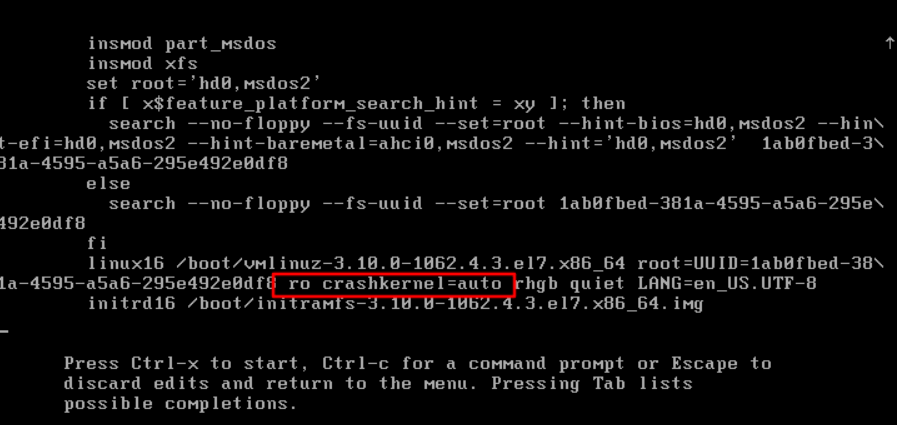 insmod part_msdos
↑
insmod xfs
set root='hd0,msdos2'
if [ x$feature_platform_search_hint = xy ]; then
search --no-floppy --fs-uuid --set=root --hint-bios=hd0,msdos2 --hin\
t-efi=hd0,msdos2 --hint-baremetal=ahci0,msdos2 --hint='hd0,msdos2'  1ab0fbed-3\
81a-4595-a5a6-295e492e0df8
else
search --no-floppy --fs-uuid --set=root 1ab0fbed-381a-4595-a5a6-295e\
492e0df8
fi
linux16 /boot/vmlinuz-3.10.0-1062.4.3.el7.x86_64 root=UUID=1ab0fbed-38\
1a-4595-a5a6-295e492e0df8 ro crashkernel=auto rhgb quiet LANG=en_US.UTF-8
initrd16 /boot/initramfs-3.10.0-1062.4.3.el7.x86_64.img
Press Ctrl-x to start, Ctrl-c for a command prompt or Escape to
discard edits and return to the menu. Pressing Tab lists
possible completions.